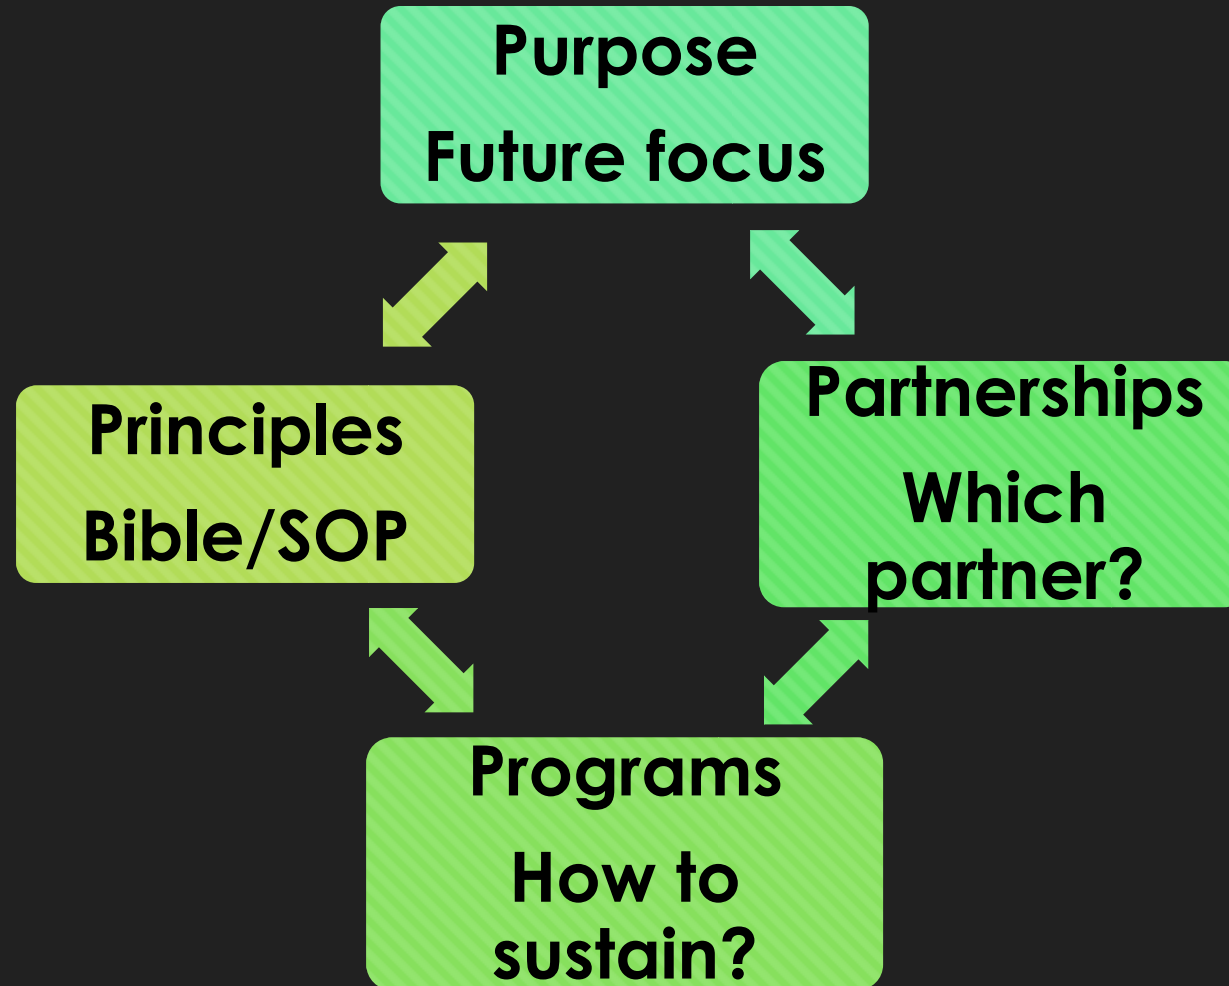 Purpose
Future focus
Principles
Bible/SOP
Partnerships
Which
partner?
Programs
How to
sustain?